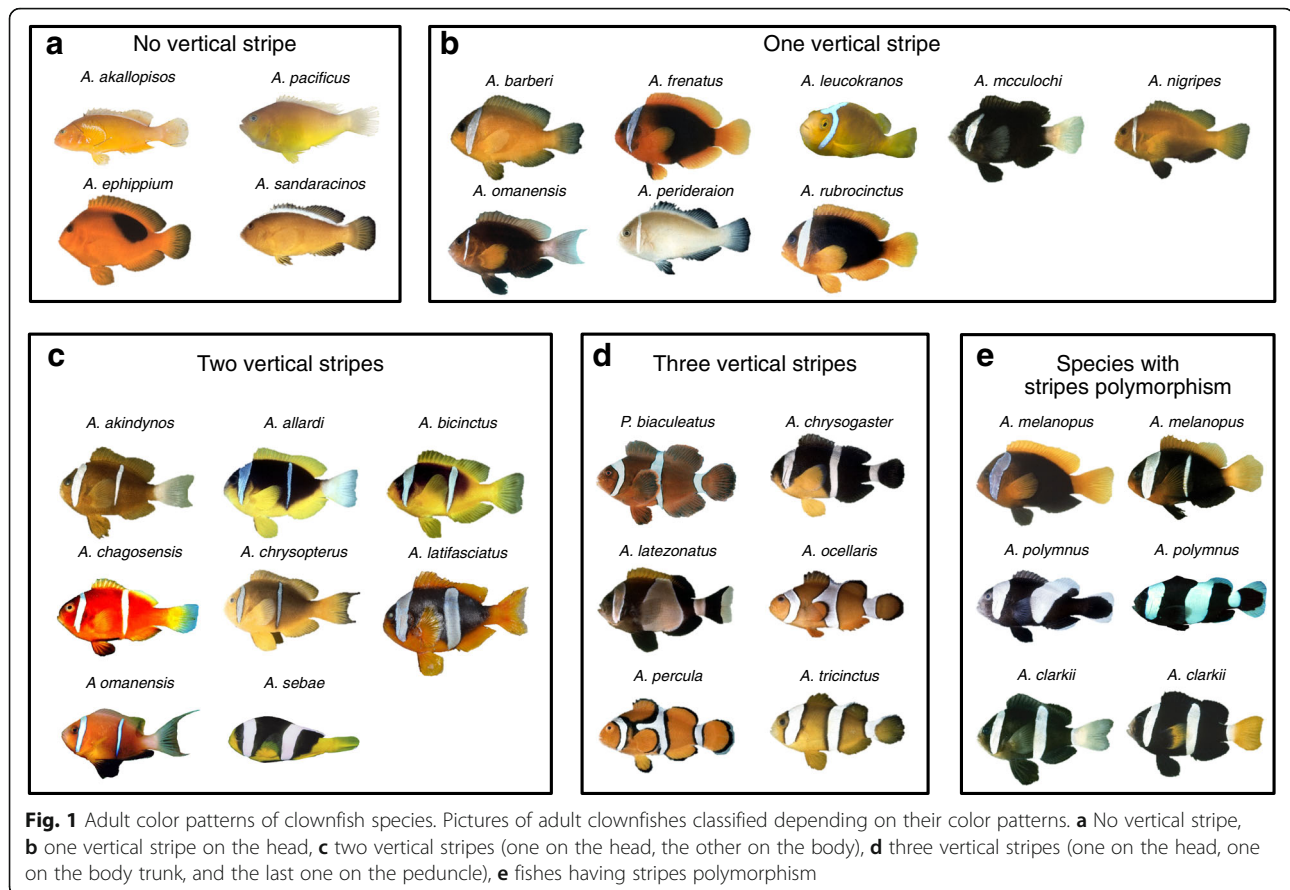 a
No vertical stripe
A. akallopisos A. pacificus
A. ephippium A. sandaracinos
b
One vertical stripe
A. barberi A. frenatus A. leucokranos A. mcculochi A. nigripes
A. omanensis A. perideraion A. rubrocinctus
c
Two vertical stripes
A. akindynos A. allardi A. bicinctus
A. chagosensis A. chrysopterus A. latifasciatus
A omanensis A. sebae
d
Three vertical stripes
P. biaculeatus A. chrysogaster
A. latezonatus A. ocellaris
A. percula A. tricinctus
e
Species with
stripes polymorphism
A. melanopus A. melanopus
A. polymnus A. polymnus
A. clarkii A. clarkii
Fig. 1 Adult color patterns of clownfish species. Pictures of adult clownfishes classified depending on their color patterns. a No vertical stripe,
b one vertical stripe on the head, c two vertical stripes (one on the head, the other on the body), d three vertical stripes (one on the head, one
on the body trunk, and the last one on the peduncle), e fishes having stripes polymorphism